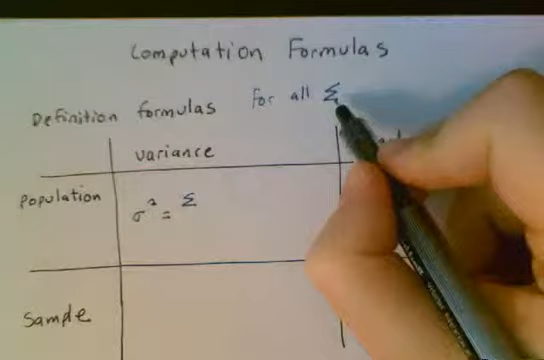 Computation Formulas
Definition formulas For all Σ
variance
Population σ² = Σ
Sample